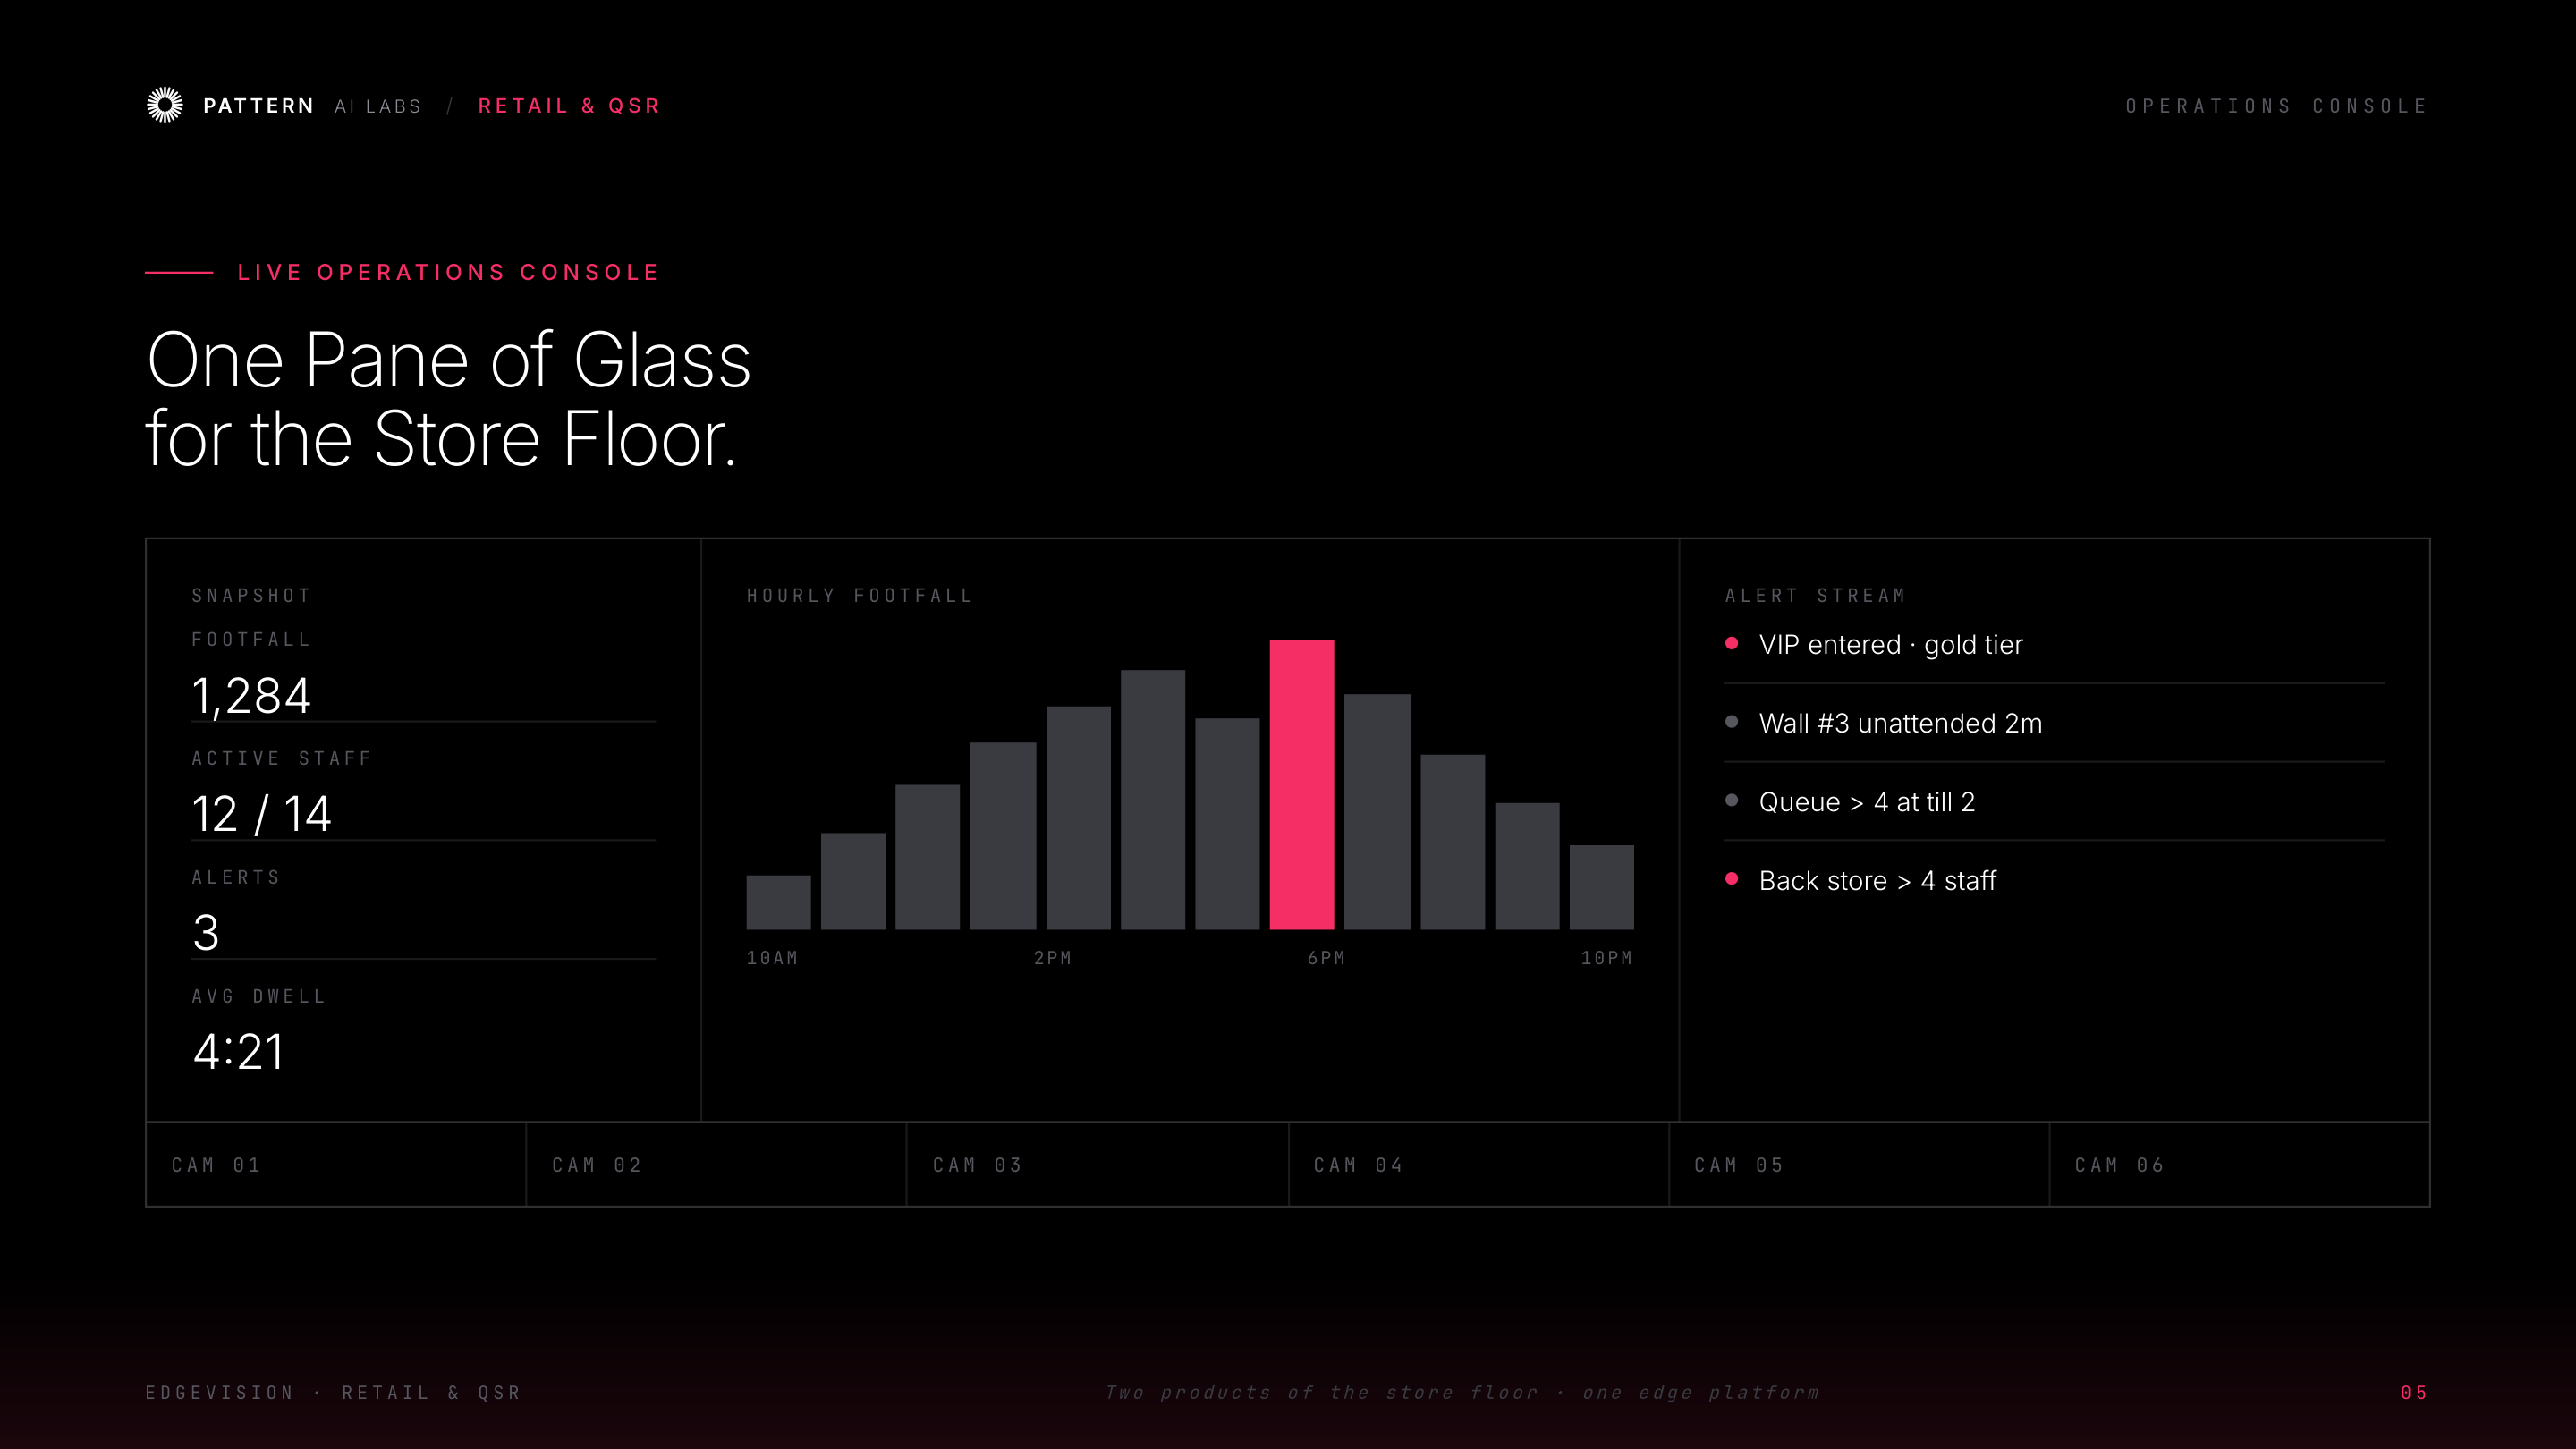 PATTERN AI LABS / RETAIL & QSR
OPERATIONS CONSOLE
LIVE OPERATIONS CONSOLE
One Pane of Glass
for the Store Floor.
SNAPSHOT
FOOTFALL
1,284
ACTIVE STAFF
12 / 14
ALERTS
3
AVG DWELL
4:21
HOURLY FOOTFALL
10AM 2PM 6PM 10PM
ALERT STREAM
VIP entered · gold tier
Wall #3 unattended 2m
Queue > 4 at till 2
Back store > 4 staff
CAM 01 CAM 02 CAM 03 CAM 04 CAM 05 CAM 06
EDGEVISION · RETAIL & QSR
Two products of the store floor · one edge platform
05